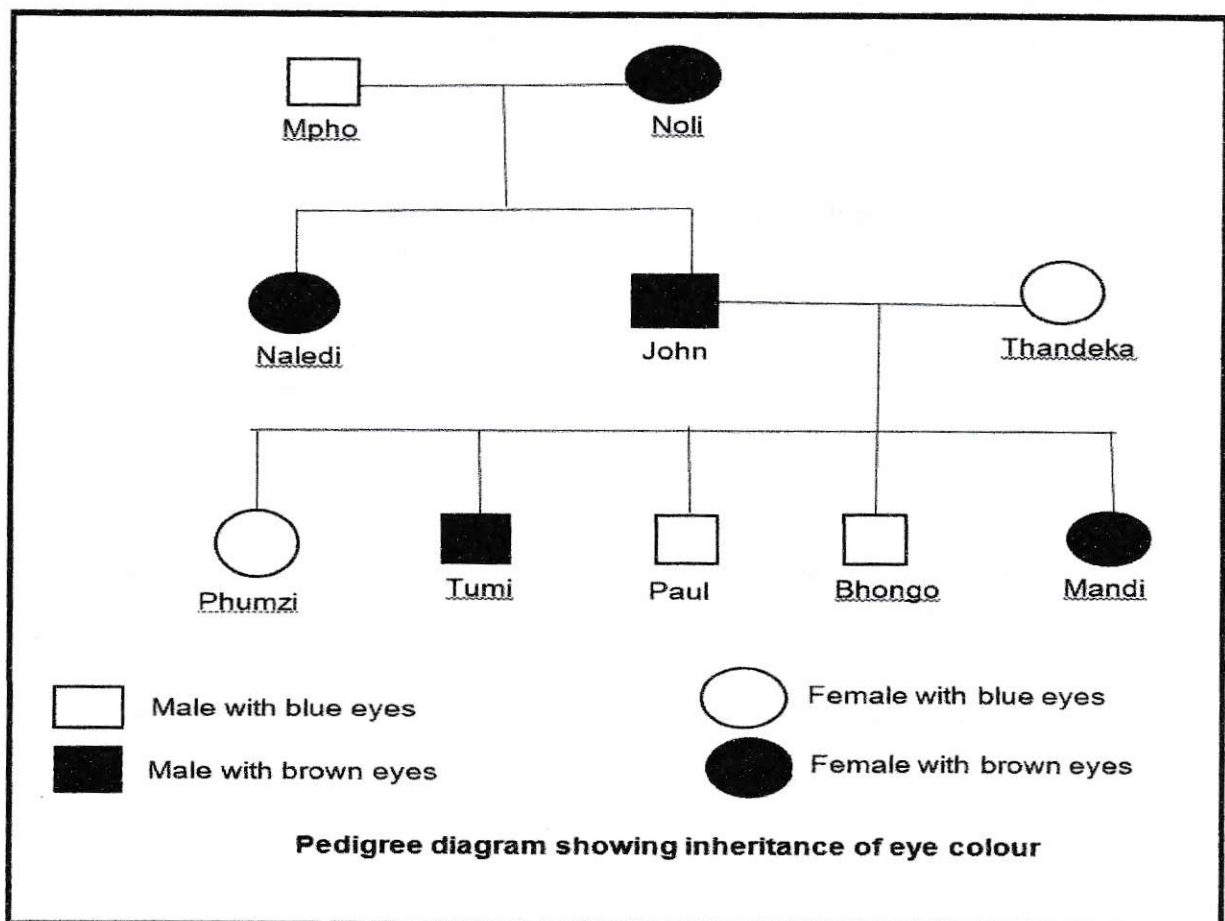 Mpho
Noli
Naledi
John
Thandeka
Phumzi
Tumi
Paul
Bhongo
Mandi
Male with blue eyes
Female with blue eyes
Male with brown eyes
Female with brown eyes
Pedigree diagram showing inheritance of eye colour